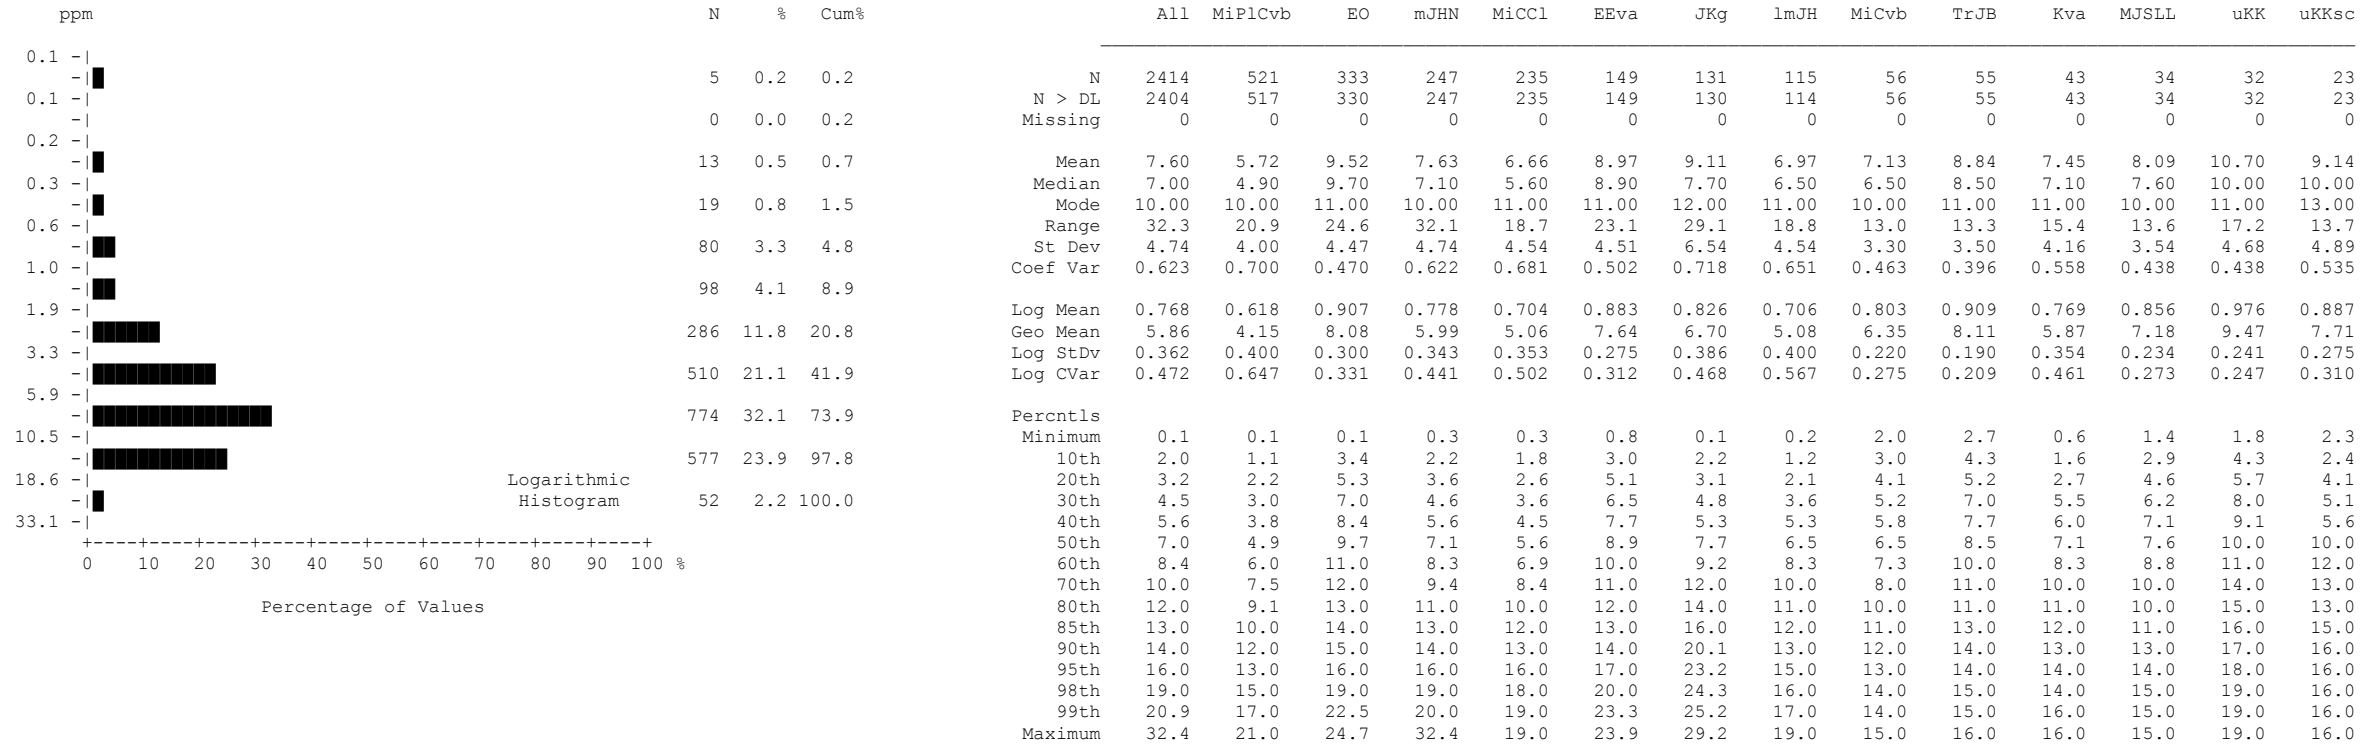 ppm N % Cum% All MiPlCvb EO mJHN MiCCl EEva JKg lmJH MiCvb TrJB Kva MJSLL uKK uKKsc
0.1 -|
-| 5 0.2 0.2 N 2414 521 333 247 235 149 131 115 56 55 43 34 32 23
0.1 -| N > DL 2404 517 330 247 235 149 130 114 56 55 43 34 32 23
-| 0 0.0 0.2 Missing 0 0 0 0 0 0 0 0 0 0 0 0 0 0
0.2 -|
-| 13 0.5 0.7 Mean 7.60 5.72 9.52 7.63 6.66 8.97 9.11 6.97 7.13 8.84 7.45 8.09 10.70 9.14
0.3 -| Median 7.00 4.90 9.70 7.10 5.60 8.90 7.70 6.50 6.50 8.50 7.10 7.60 10.00 10.00
-| 19 0.8 1.5 Mode 10.00 10.00 11.00 10.00 11.00 11.00 12.00 11.00 10.00 11.00 11.00 10.00 11.00 13.00
0.6 -| Range 32.3 20.9 24.6 32.1 18.7 23.1 29.1 18.8 13.0 13.3 15.4 13.6 17.2 13.7
-| 80 3.3 4.8 St Dev 4.74 4.00 4.47 4.74 4.54 4.51 6.54 4.54 3.30 3.50 4.16 3.54 4.68 4.89
1.0 -| Coef Var 0.623 0.700 0.470 0.622 0.681 0.502 0.718 0.651 0.463 0.396 0.558 0.438 0.438 0.535
-| 98 4.1 8.9
1.9 -| Log Mean 0.768 0.618 0.907 0.778 0.704 0.883 0.826 0.706 0.803 0.909 0.769 0.856 0.976 0.887
-| 286 11.8 20.8 Geo Mean 5.86 4.15 8.08 5.99 5.06 7.64 6.70 5.08 6.35 8.11 5.87 7.18 9.47 7.71
3.3 -| Log StDv 0.362 0.400 0.300 0.343 0.353 0.275 0.386 0.400 0.220 0.190 0.354 0.234 0.241 0.275
-| 510 21.1 41.9 Log CVar 0.472 0.647 0.331 0.441 0.502 0.312 0.468 0.567 0.275 0.209 0.461 0.273 0.247 0.310
5.9 -|
-| 774 32.1 73.9 Percntls
10.5 -| Minimum 0.1 0.1 0.1 0.3 0.3 0.8 0.1 0.2 2.0 2.7 0.6 1.4 1.8 2.3
-| 577 23.9 97.8 10th 2.0 1.1 3.4 2.2 1.8 3.0 2.2 1.2 3.0 4.3 1.6 2.9 4.3 2.4
18.6 -| Logarithmic 20th 3.2 2.2 5.3 3.6 2.6 5.1 3.1 2.1 4.1 5.2 2.7 4.6 5.7 4.1
-| Histogram 52 2.2 100.0 30th 4.5 3.0 7.0 4.6 3.6 6.5 4.8 3.6 5.2 7.0 5.5 6.2 8.0 5.1
33.1 -| 40th 5.6 3.8 8.4 5.6 4.5 7.7 5.3 5.3 5.8 7.7 6.0 7.1 9.1 5.6
+----+----+----+----+----+----+----+----+----+----+ 50th 7.0 4.9 9.7 7.1 5.6 8.9 7.7 6.5 6.5 8.5 7.1 7.6 10.0 10.0
0 10 20 30 40 50 60 70 80 90 100 % 60th 8.4 6.0 11.0 8.3 6.9 10.0 9.2 8.3 7.3 10.0 8.3 8.8 11.0 12.0
70th 10.0 7.5 12.0 9.4 8.4 11.0 12.0 10.0 8.0 11.0 10.0 10.0 14.0 13.0
Percentage of Values 80th 12.0 9.1 13.0 11.0 10.0 12.0 14.0 11.0 10.0 11.0 11.0 10.0 15.0 13.0
85th 13.0 10.0 14.0 13.0 12.0 13.0 16.0 12.0 11.0 13.0 12.0 11.0 16.0 15.0
90th 14.0 12.0 15.0 14.0 13.0 14.0 20.1 13.0 12.0 14.0 13.0 13.0 17.0 16.0
95th 16.0 13.0 16.0 16.0 16.0 17.0 23.2 15.0 13.0 14.0 14.0 14.0 18.0 16.0
98th 19.0 15.0 19.0 19.0 18.0 20.0 24.3 16.0 14.0 15.0 14.0 15.0 19.0 16.0
99th 20.9 17.0 22.5 20.0 19.0 23.3 25.2 17.0 14.0 15.0 16.0 15.0 19.0 16.0
Maximum 32.4 21.0 24.7 32.4 19.0 23.9 29.2 19.0 15.0 16.0 16.0 15.0 19.0 16.0